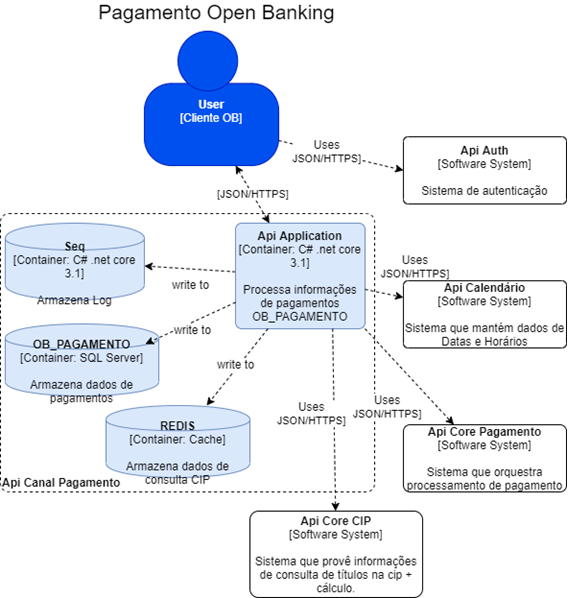 Pagamento Open Banking
User
[Cliente OB]
Uses
JSON/HTTPS]
Api Auth
[Software System]
Sistema de autenticação
[JSON/HTTPS]
Seq
[Container: C# .net core
3.1]
Armazena Log
Api Application
[Container: C# .net core
3.1]
Processa informações
de pagamentos
OB_PAGAMENTO
write to
Uses
JSON/HTTPS]
Api Calendário
[Software System]
Sistema que mantém dados de
Datas e Horários
OB_PAGAMENTO
[Container: SQL Server]
Armazena dados de
pagamentos
write to
write to
REDIS
[Container: Cache]
Armazena dados de
consulta CIP
Uses
JSON/HTTPS]
Uses
JSON/HTTPS]
Api Core Pagamento
[Software System]
Sistema que orquestra
processamento de pagamento
Api Canal Pagamento
Api Core CIP
[Software System]
Sistema que provê informações
de consulta de títulos na cip +
cálculo.